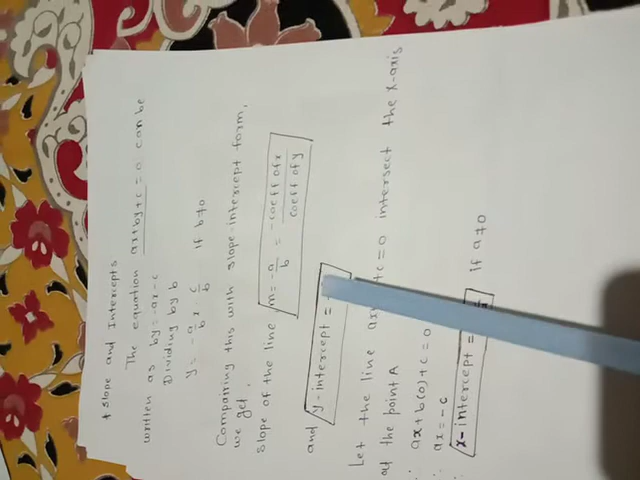 * Slope and Intercepts
The equation ax+by+c=0 can be
written as by=-ax-c
Dividing by b
y = -a/b x c/b if b≠0
Comparing this with slope-intercept form,
we get,
Slope of the line m = -a/b = -coeff of x / coeff of y
and y-intercept =
Let the line ax +c=0 intersect the X-axis
at the point A
∴ ax+b(0)+c=0
∴ ax=-c
∴ x-intercept = if a≠0